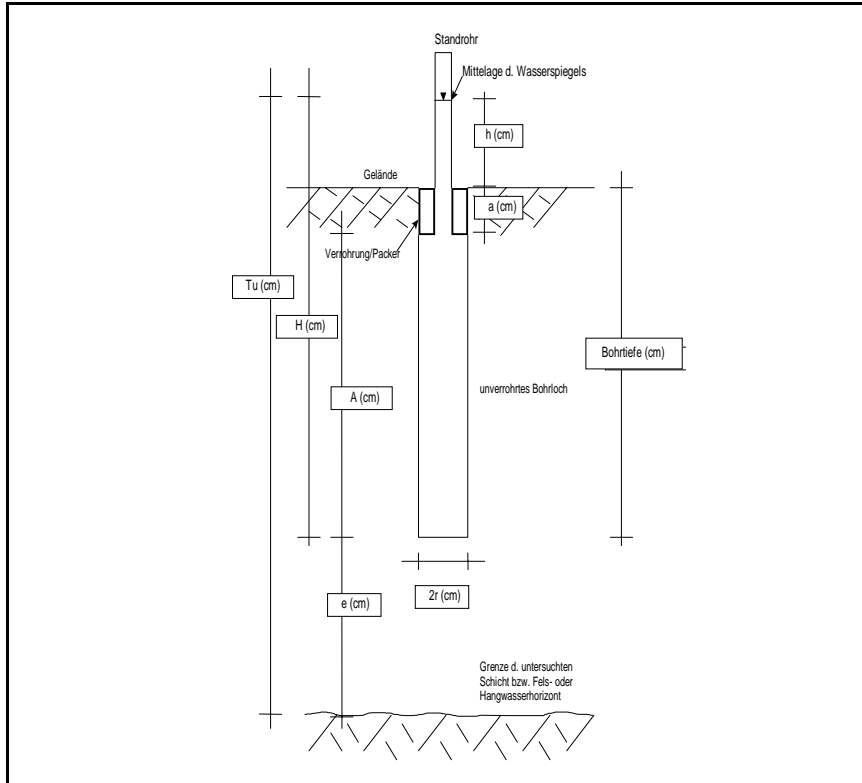 Standrohr
Mittelage d. Wasserspiegels
h (cm)
Gelände
a (cm)
Verrohrung/Packer
Tu (cm)
H (cm)
Bohrtiefe (cm)
A (cm)
unverrohrtes Bohrloch
e (cm)
2r (cm)
Grenze d. untersuchten
Schicht bzw. Fels- oder
Hangwasserhorizont